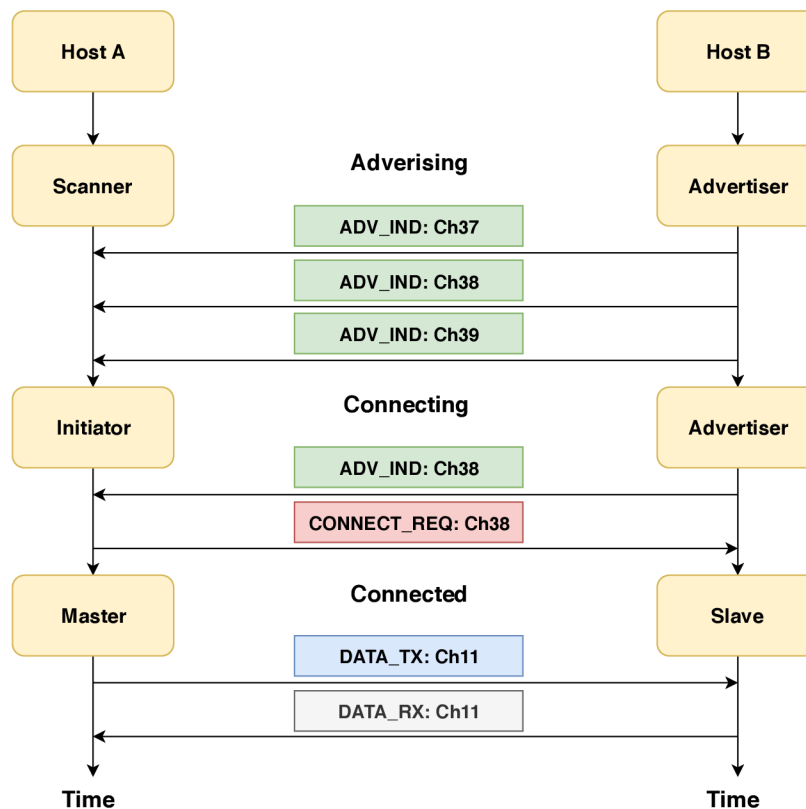 Host A
Host B
Scanner
Adverising
Advertiser
ADV_IND: Ch37
ADV_IND: Ch38
ADV_IND: Ch39
Initiator
Connecting
Advertiser
ADV_IND: Ch38
CONNECT_REQ: Ch38
Master
Connected
Slave
DATA_TX: Ch11
DATA_RX: Ch11
Time
Time